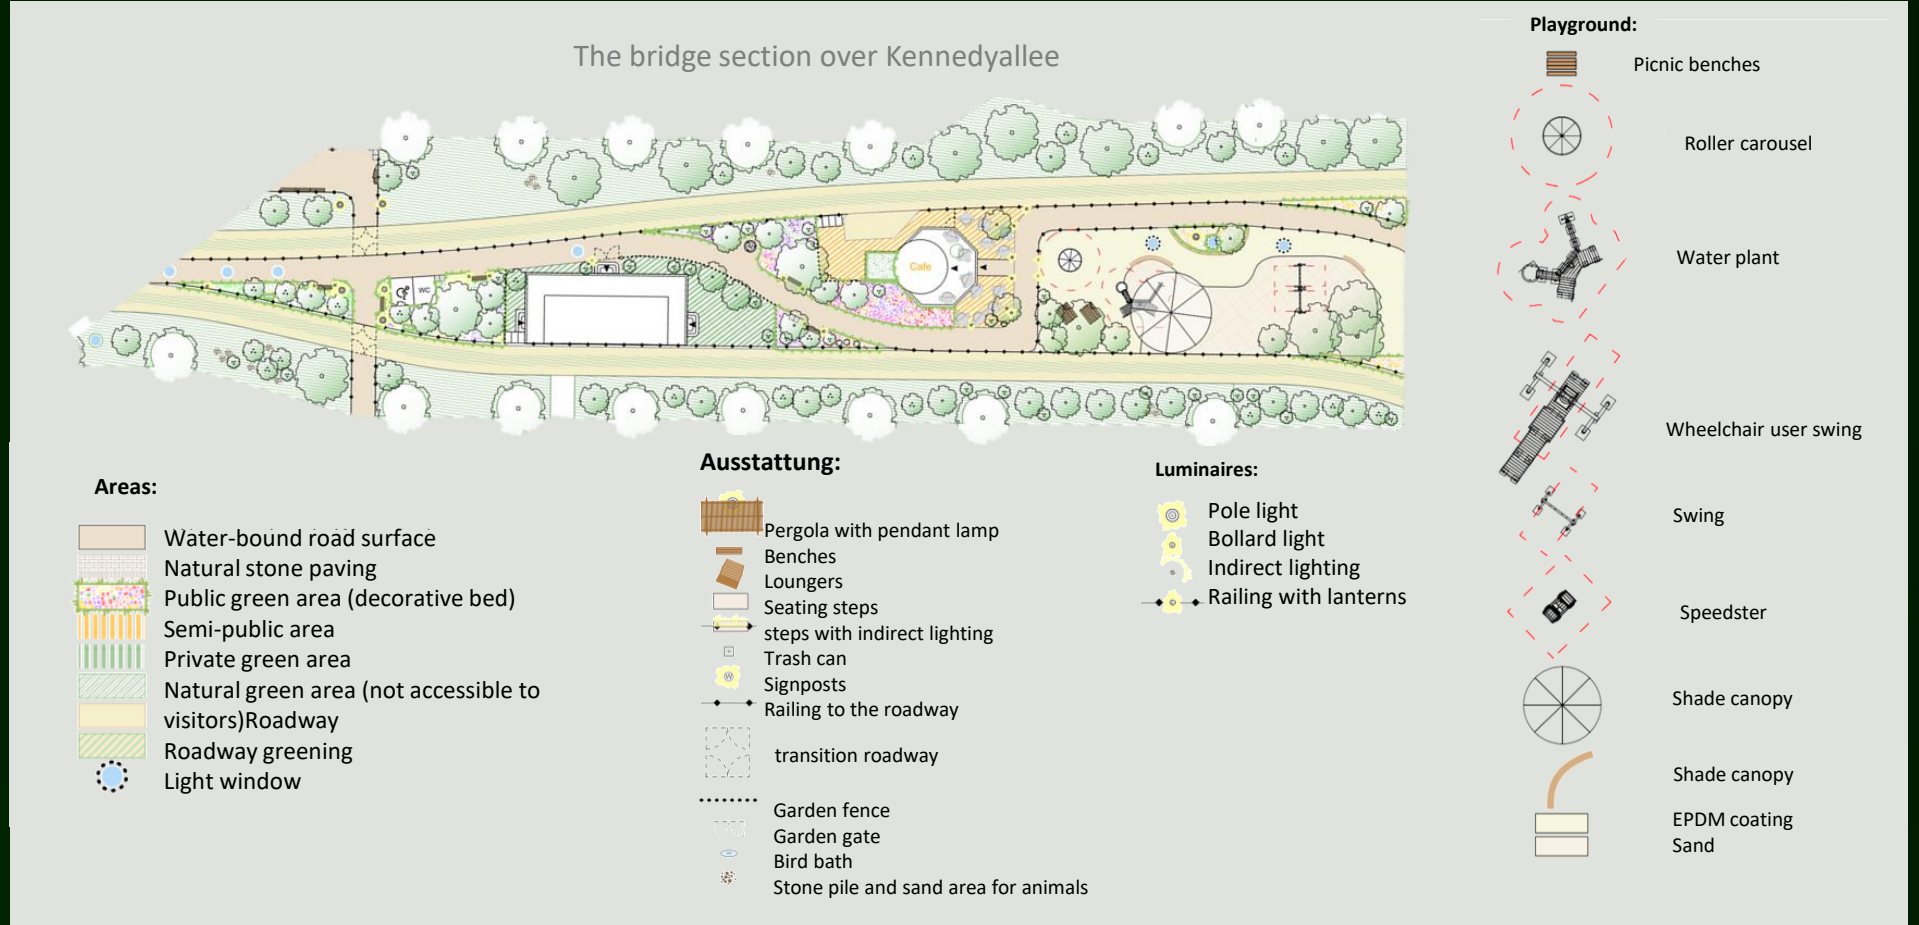 The bridge section over Kennedyallee
Cafe
WC
Areas:
Water-bound road surface
Natural stone paving
Public green area (decorative bed)
Semi-public area
Private green area
Natural green area (not accessible to
visitors)Roadway
Roadway greening
Light window
Ausstattung:
Pergola with pendant lamp
Benches
Loungers
Seating steps
steps with indirect lighting
Trash can
Signposts
Railing to the roadway
transition roadway
Garden fence
Garden gate
Bird bath
Stone pile and sand area for animals
Luminaires:
Pole light
Bollard light
Indirect lighting
Railing with lanterns
Playground:
Picnic benches
Roller carousel
Water plant
Wheelchair user swing
Swing
Speedster
Shade canopy
Shade canopy
EPDM coating
Sand